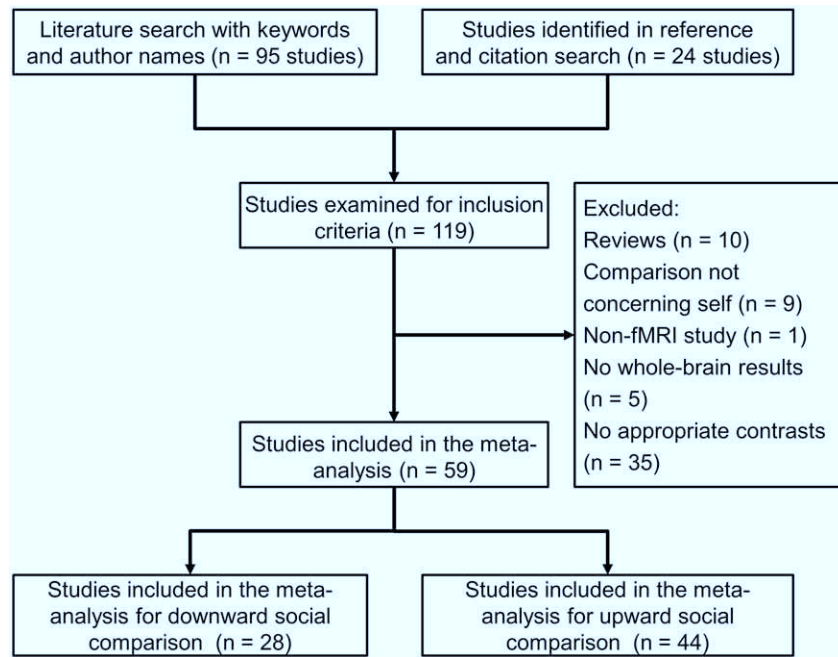 Literature search with keywords
and author names (n = 95 studies)
Studies identified in reference
and citation search (n = 24 studies)
Studies examined for inclusion
criteria (n = 119)
Excluded:
Reviews (n = 10)
Comparison not
concerning self (n = 9)
Non-fMRI study (n = 1)
No whole-brain results
(n = 5)
No appropriate contrasts
(n = 35)
Studies included in the meta-
analysis (n = 59)
Studies included in the meta-
analysis for downward social
comparison (n = 28)
Studies included in the meta-
analysis for upward social
comparison (n = 44)